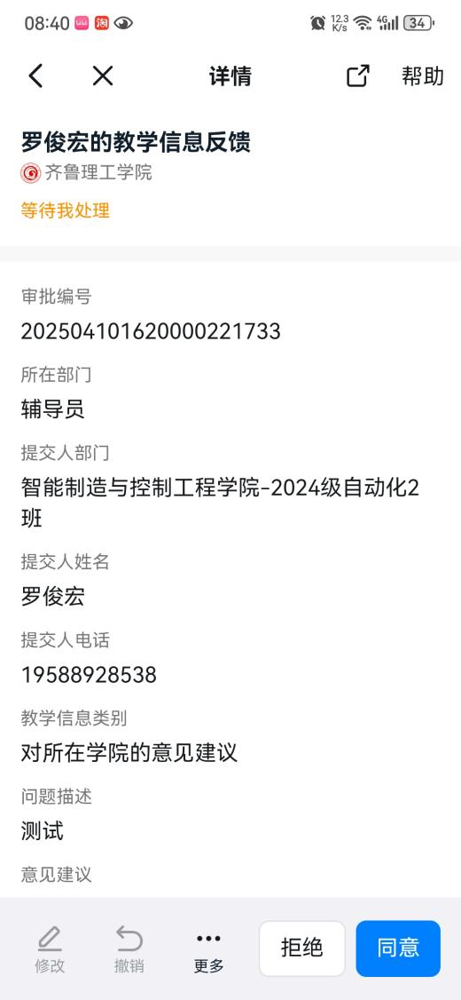 08:40
12.3
K/s
4G
34
详情
帮助
罗俊宏的教学信息反馈
齐鲁理工学院
等待我处理
审批编号
202504101620000221733
所在部门
辅导员
提交人部门
智能制造与控制工程学院-2024级自动化2
班
提交人姓名
罗俊宏
提交人电话
19588928538
教学信息类别
对所在学院的意见建议
问题描述
测试
意见建议
修改
撤销
更多
拒绝
同意